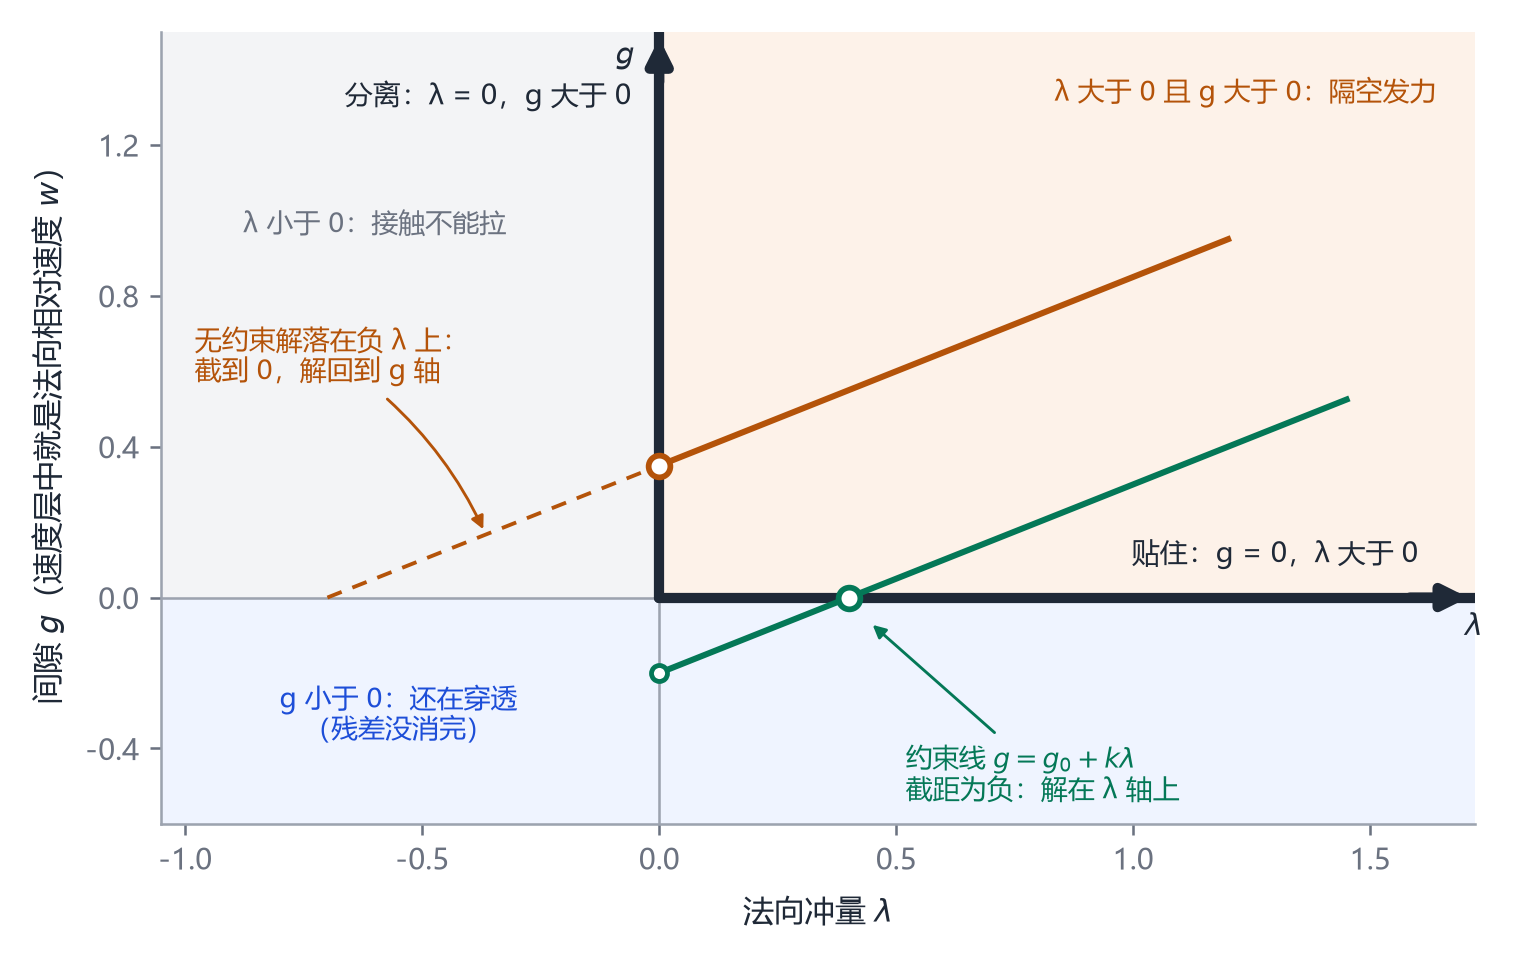 g
分离：λ = 0，g 大于 0
λ 大于 0 且 g 大于 0：隔空发力
1.2
λ 小于 0：接触不能拉
0.8
无约束解落在负 λ 上：
截到 0，解回到 g 轴
0.4
贴住：g = 0，λ 大于 0
0.0
λ
g 小于 0：还在穿透
（残差没消完）
-0.4
约束线 g = g₀ + kλ
截距为负：解在 λ 轴上
-1.0
-0.5
0.0
0.5
1.0
1.5
法向冲量 λ
间隙 g（速度层中就是法向相对速度 w）